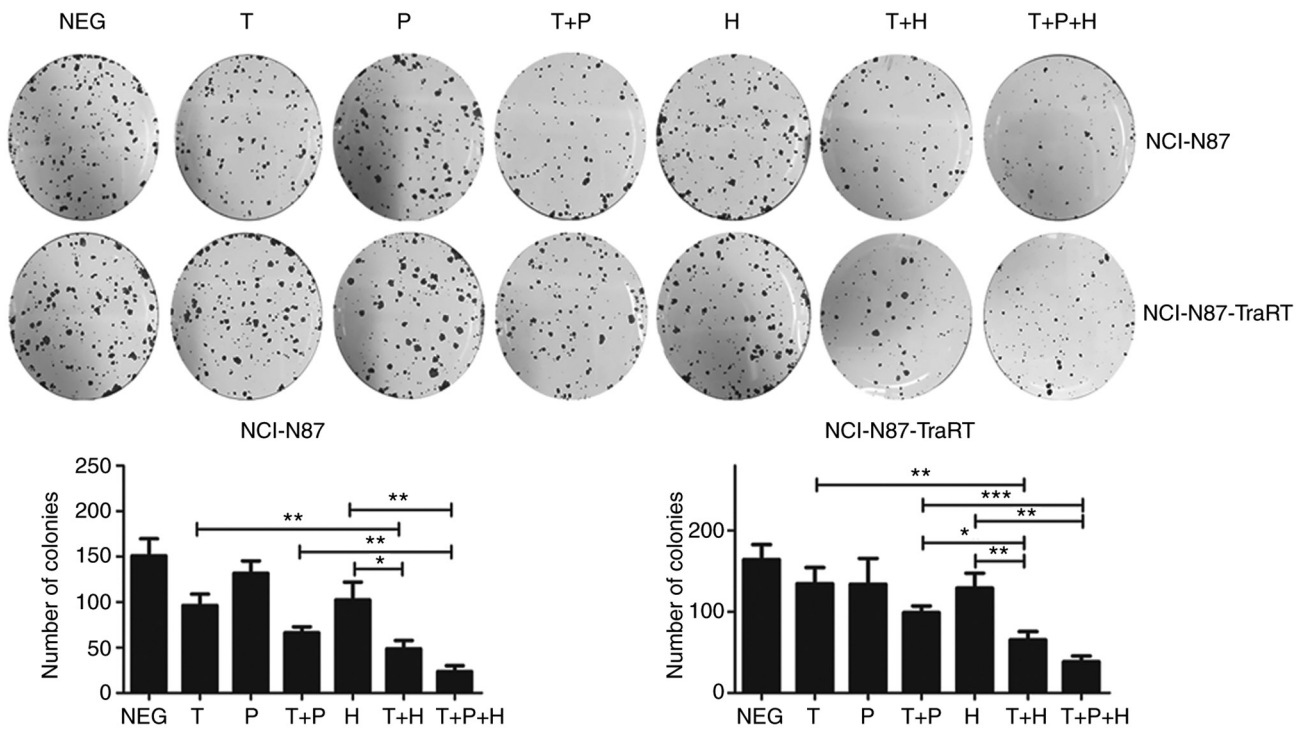 NEG T P T+P H T+H T+P+H
NCI-N87
NCI-N87-TraRT
NCI-N87
Number of colonies
250
200
150
100
50
0
**
**
**
*
NEG T P T+P H T+H T+P+H
NCI-N87-TraRT
Number of colonies
200
100
0
**
***
**
*
**
NEG T P T+P H T+H T+P+H